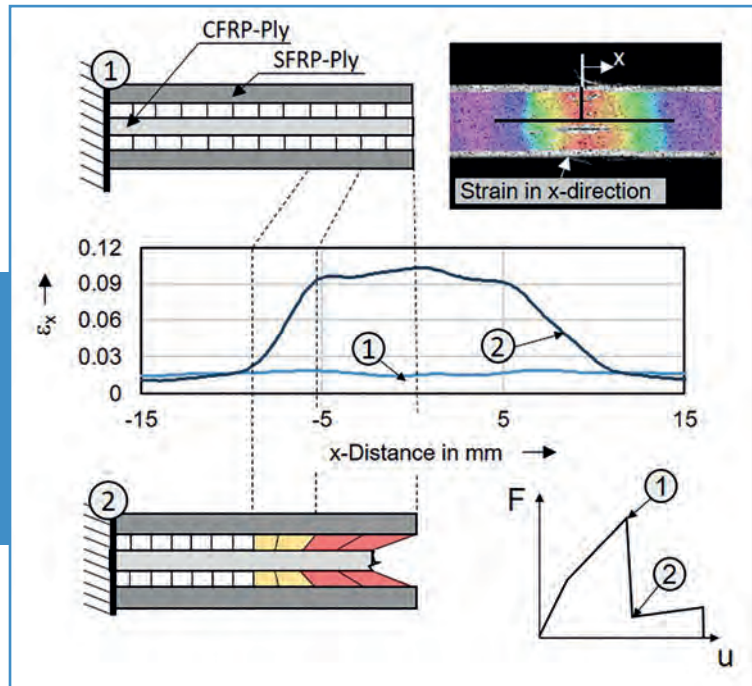 CFRP-Ply
SFRP-Ply
1
x
Strain in x-direction
0.12
0.09
0.06
0.03
0
εx
1
2
-15
-5
5
15
x-Distance in mm
2
F
1
2
u